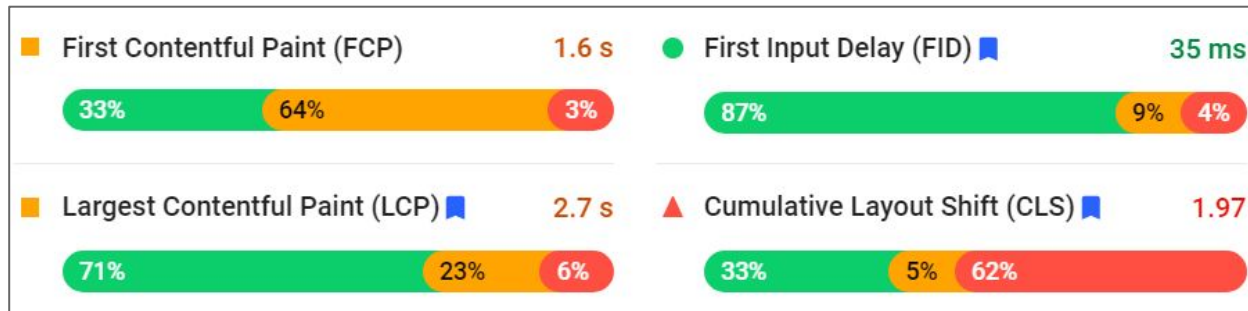 First Contentful Paint (FCP) 1.6 s
33% 64% 3%
First Input Delay (FID) 35 ms
87% 9% 4%
Largest Contentful Paint (LCP) 2.7 s
71% 23% 6%
Cumulative Layout Shift (CLS) 1.97
33% 5% 62%